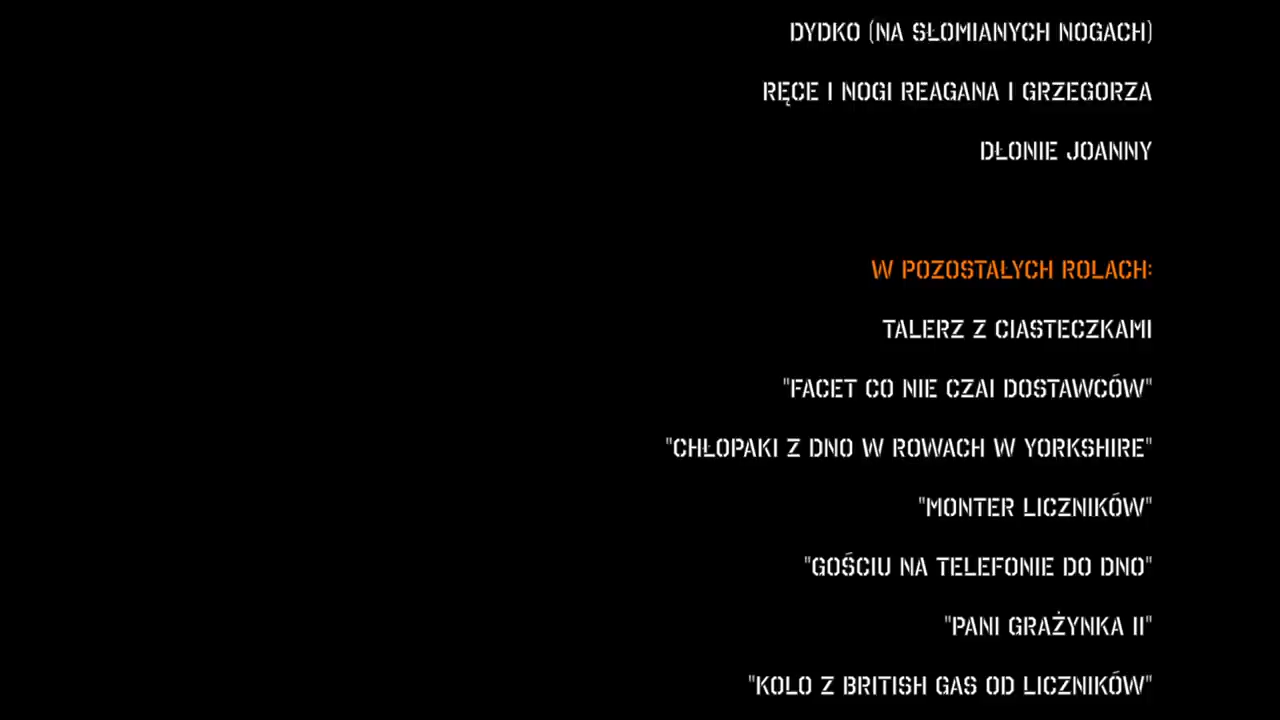 DYDKO (NA SŁOMIANYCH NOGACH)
RĘCE I NOGI REAGANA I GRZEGORZA
DŁONIE JOANNY
W POZOSTAŁYCH ROLACH:
TALERZ Z CIASTECZKAMI
"FACET CO NIE CZAI DOSTAWCÓW"
"CHŁOPAKI Z DNO W ROWACH W YORKSHIRE"
"MONTER LICZNIKÓW"
"GOŚCIU NA TELEFONIE DO DNO"
"PANI GRAŻYNKA II"
"KOLO Z BRITISH GAS OD LICZNIKÓW"